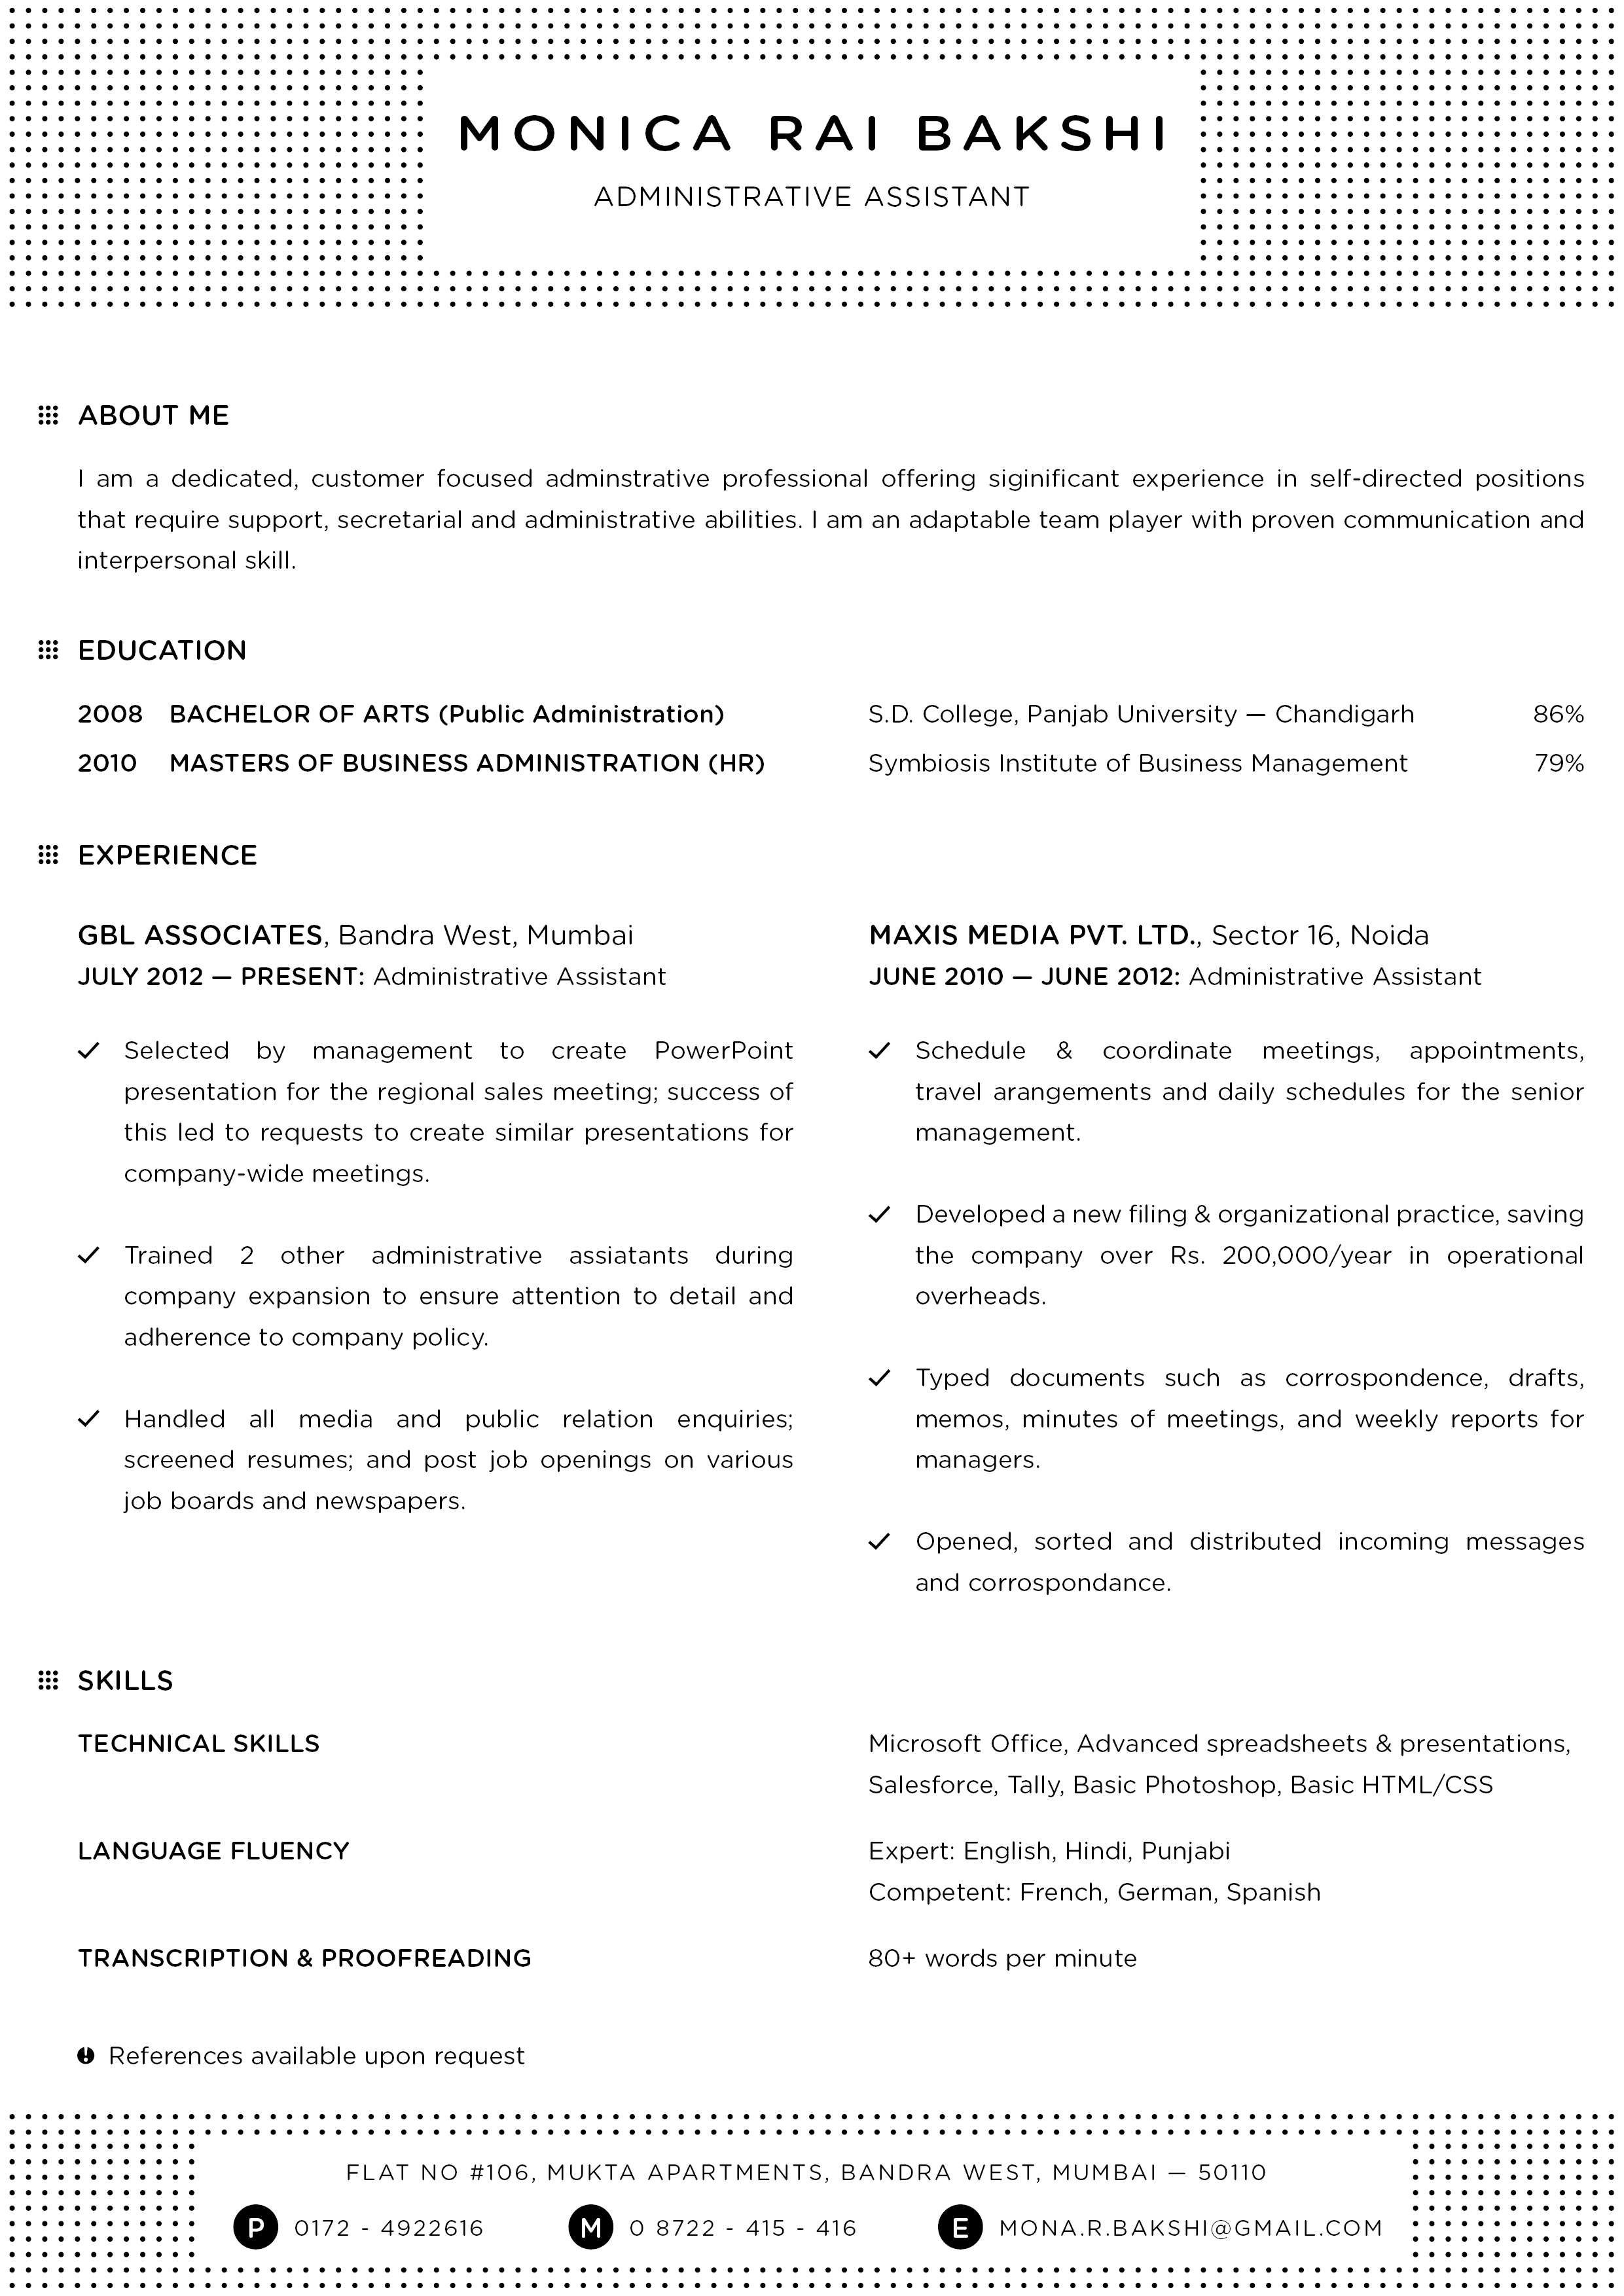 MONICA RAI BAKSHI
ADMINISTRATIVE ASSISTANT
ABOUT ME
I am a dedicated, customer focused adminstrative professional offering siginificant experience in self-directed positions
that require support, secretarial and administrative abilities. I am an adaptable team player with proven communication and
interpersonal skill.
EDUCATION
2008 BACHELOR OF ARTS (Public Administration) S.D. College, Panjab University — Chandigarh 86%
2010 MASTERS OF BUSINESS ADMINISTRATION (HR) Symbiosis Institute of Business Management 79%
EXPERIENCE
GBL ASSOCIATES, Bandra West, Mumbai
JULY 2012 — PRESENT: Administrative Assistant
Selected by management to create PowerPoint
presentation for the regional sales meeting; success of
this led to requests to create similar presentations for
company-wide meetings.
Trained 2 other administrative assiatants during
company expansion to ensure attention to detail and
adherence to company policy.
Handled all media and public relation enquiries;
screened resumes; and post job openings on various
job boards and newspapers.
MAXIS MEDIA PVT. LTD., Sector 16, Noida
JUNE 2010 — JUNE 2012: Administrative Assistant
Schedule & coordinate meetings, appointments,
travel arangements and daily schedules for the senior
management.
Developed a new filing & organizational practice, saving
the company over Rs. 200,000/year in operational
overheads.
Typed documents such as corrospondence, drafts,
memos, minutes of meetings, and weekly reports for
managers.
Opened, sorted and distributed incoming messages
and corrospondance.
SKILLS
TECHNICAL SKILLS Microsoft Office, Advanced spreadsheets & presentations,
Salesforce, Tally, Basic Photoshop, Basic HTML/CSS
LANGUAGE FLUENCY Expert: English, Hindi, Punjabi
Competent: French, German, Spanish
TRANSCRIPTION & PROOFREADING 80+ words per minute
References available upon request
FLAT NO #106, MUKTA APARTMENTS, BANDRA WEST, MUMBAI — 50110
P 0172 - 4922616 M 0 8722 - 415 - 416 E MONA.R.BAKSHI@GMAIL.COM